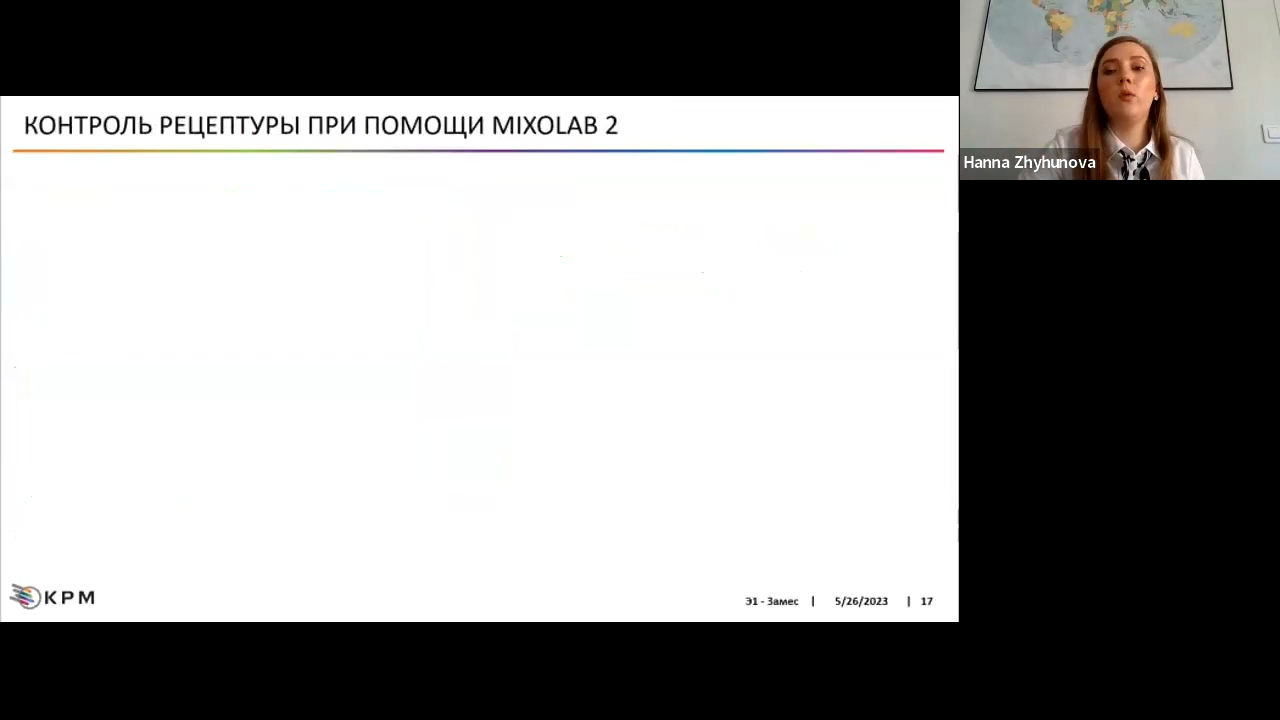 КОНТРОЛЬ РЕЦЕПТУРЫ ПРИ ПОМОЩИ MIXOLAB 2
Hanna Zhyhunova
KPM
Э1 - Замес | 5/26/2023 | 17